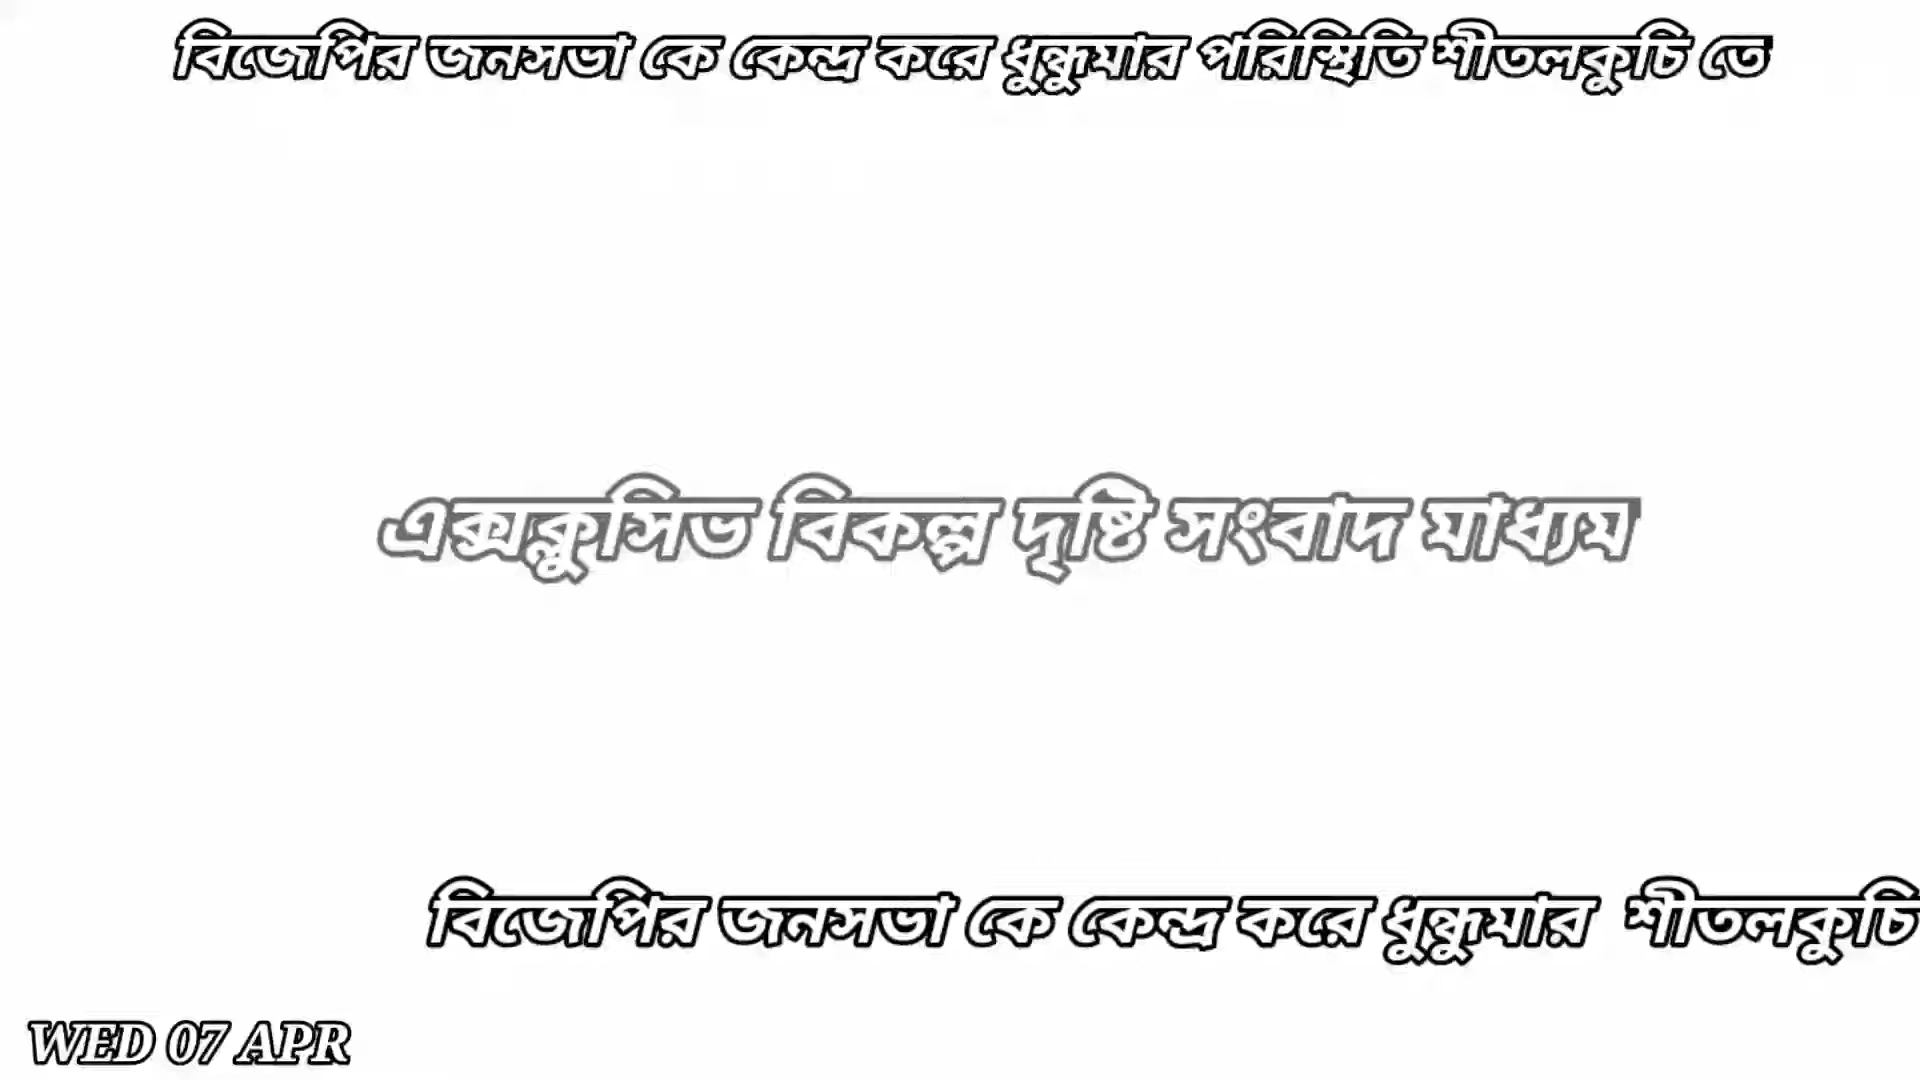 বিজেপির জনসভা কে কেন্দ্র করে ধুন্ধুমার পরিস্থিতি শীতলকুচি তে
এক্সক্লুসিভ বিকল্প দৃষ্টি সংবাদ মাধ্যম
বিজেপির জনসভা কে কেন্দ্র করে ধুন্ধুমার শীতলকুচি
WED 07 APR